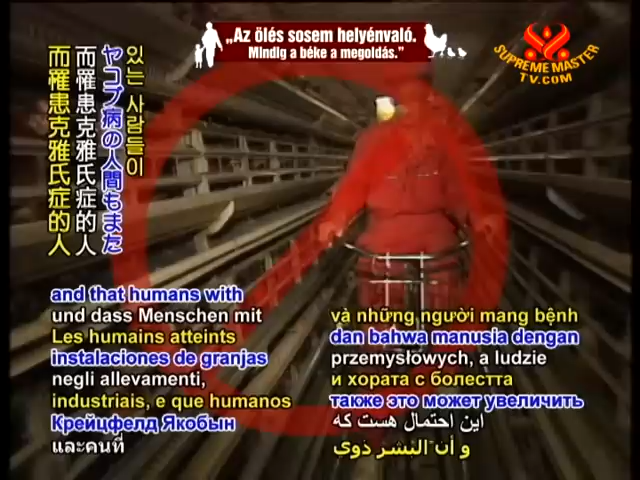 „Az ölés sosem helyénvaló.
Mindig a béke a megoldás.”
SUPREME MASTER
TV.COM
있는 사람들이
ヤコブ病の人間もまた
而罹患克雅氏症的人
而罹患克雅氏症的人
and that humans with
und dass Menschen mit
Les humains atteints
instalaciones de granjas
negli allevamenti,
industriais, e que humanos
Крейцфелд Якобын
และคนที่
và những người mang bệnh
dan bahwa manusia dengan
przemysłowych, a ludzie
и хората с болестта
также это может увеличить
این احتمال هست که
و أن البشر ذوي